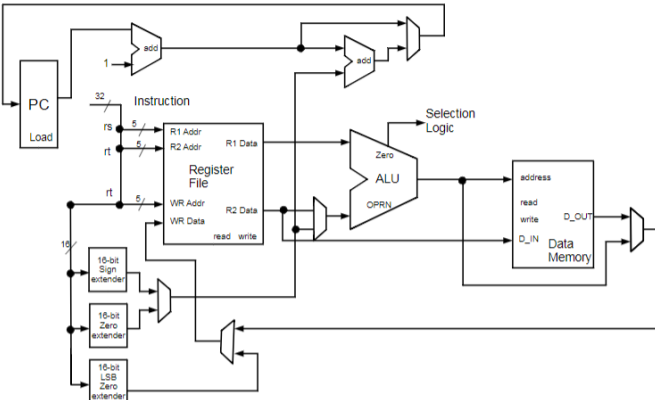 add
add
1
PC
Load
32
Instruction
rs
5
R1 Addr
rt
5
R2 Addr
R1 Data
Register
File
rt
5
WR Addr
R2 Data
WR Data
read write
Selection
Logic
Zero
ALU
OPRN
address
read
write
D_OUT
D_IN
Data
Memory
16
16-bit
Sign
extender
16-bit
Zero
extender
16-bit
LSB
Zero
extender